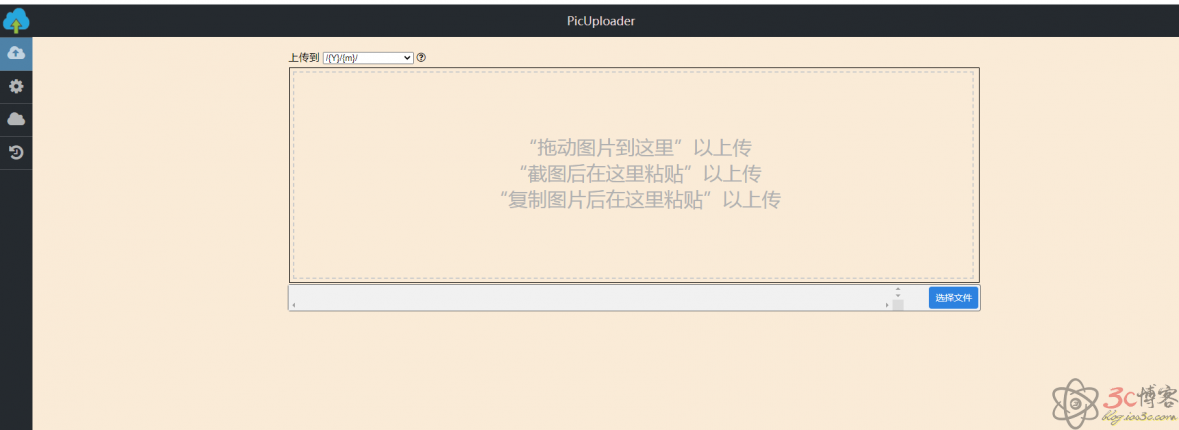 PicUploader
上传到 /{Y}/{m}/
“拖动图片到这里”以上传
“截图后在这里粘贴”以上传
“复制图片后在这里粘贴”以上传
选择文件
3c博客
blog.ios3c.com